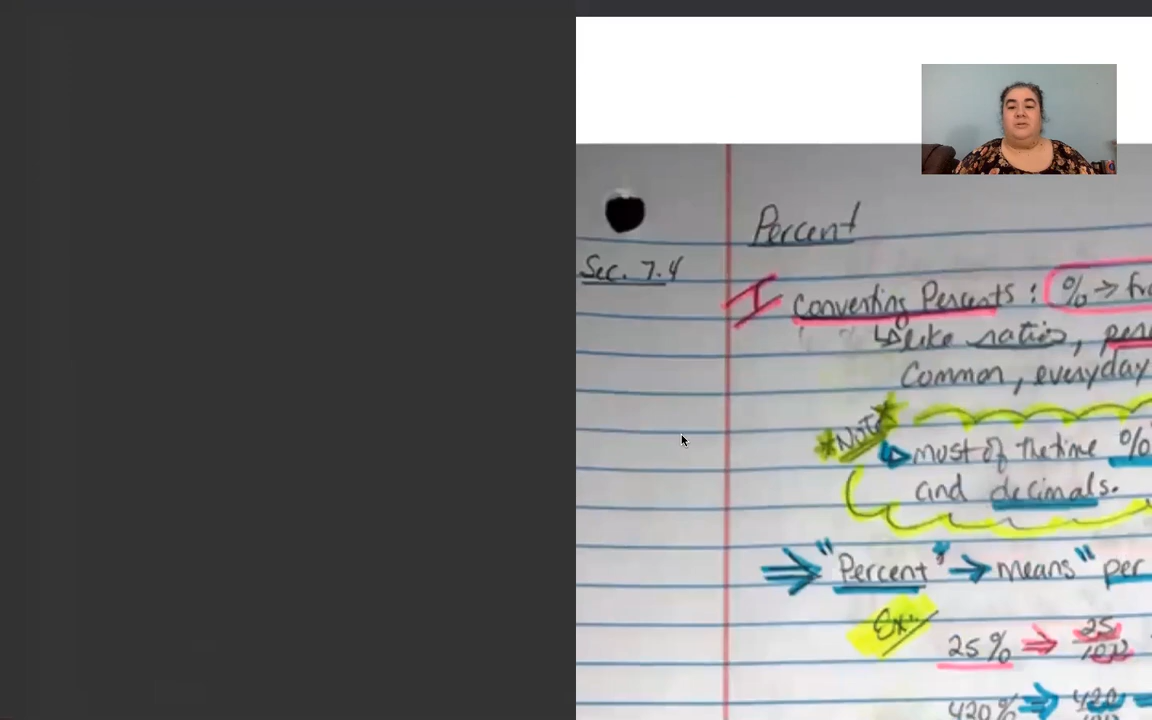 Percent
Sec. 7.4
I Converting Percents : % → fr
↳ like ratios, per
Common, everyday
*Note*
↳ most of the time %
and decimals.
⇒ "Percent" → means "per
Ex:
25% ⇒ 25/100
420% ⇒ 420